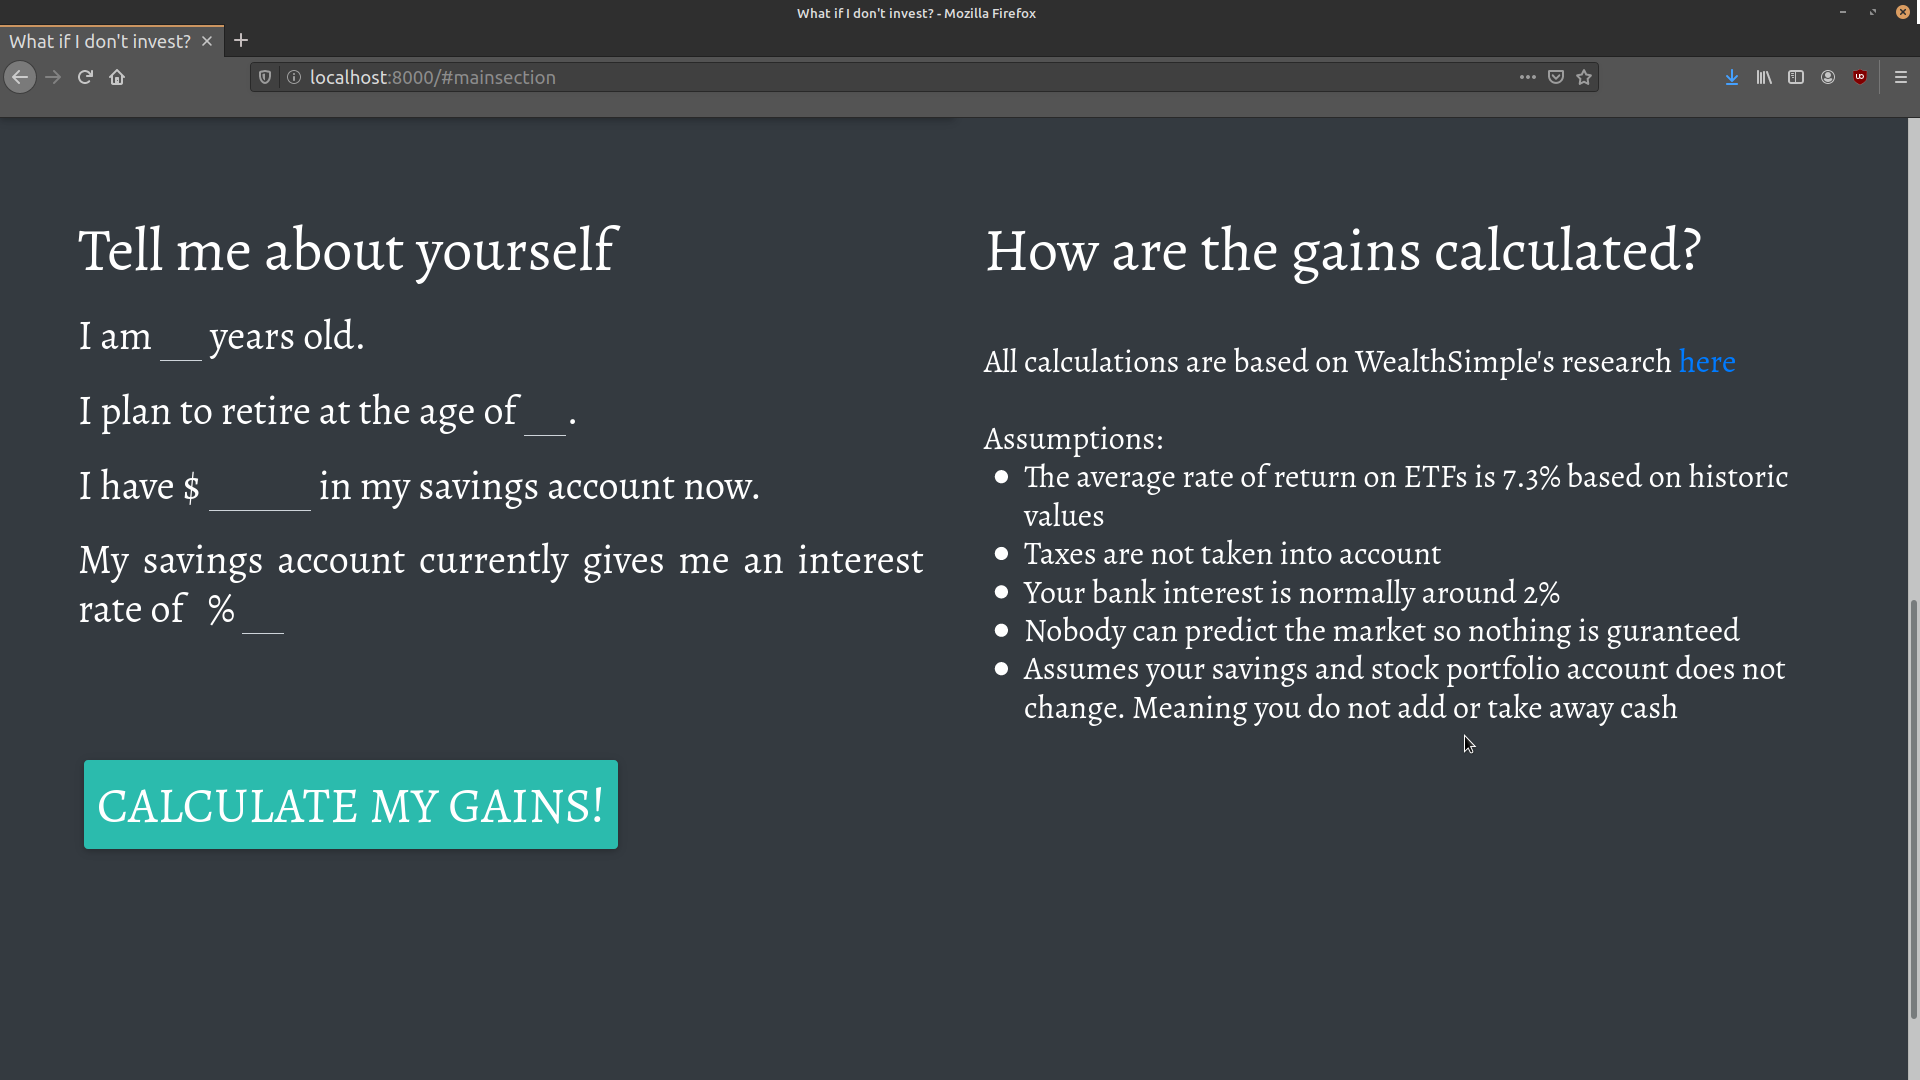 What if I don't invest? - Mozilla Firefox
What if I don't invest?
localhost:8000/#mainsection
Tell me about yourself
I am __ years old.
I plan to retire at the age of __.
I have $ _____ in my savings account now.
My savings account currently gives me an interest
rate of % __
CALCULATE MY GAINS!
How are the gains calculated?
All calculations are based on WealthSimple's research here
Assumptions:
● The average rate of return on ETFs is 7.3% based on historic
values
● Taxes are not taken into account
● Your bank interest is normally around 2%
● Nobody can predict the market so nothing is guranteed
● Assumes your savings and stock portfolio account does not
change. Meaning you do not add or take away cash